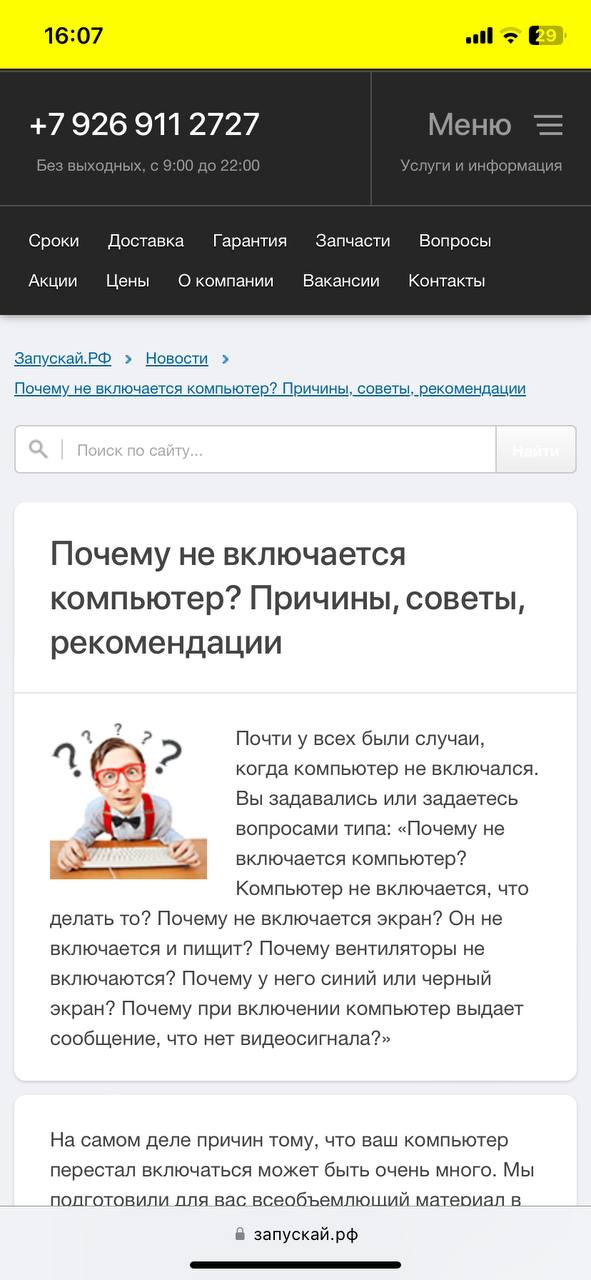 16:07
29
+7 926 911 2727
Меню
Без выходных, с 9:00 до 22:00
Услуги и информация
Сроки Доставка Гарантия Запчасти Вопросы
Акции Цены О компании Вакансии Контакты
Запускай.РФ > Новости >
Почему не включается компьютер? Причины, советы, рекомендации
Поиск по сайту...
Найти
Почему не включается
компьютер? Причины, советы,
рекомендации
? ? ? ? ?
Почти у всех были случаи,
когда компьютер не включался.
Вы задавались или задаетесь
вопросами типа: «Почему не
включается компьютер?
Компьютер не включается, что
делать то? Почему не включается экран? Он не
включается и пищит? Почему вентиляторы не
включаются? Почему у него синий или черный
экран? Почему при включении компьютер выдает
сообщение, что нет видеосигнала?»
На самом деле причин тому, что ваш компьютер
перестал включаться может быть очень много. Мы
подготовили для вас всеобъемлющий материал в
запускай.рф